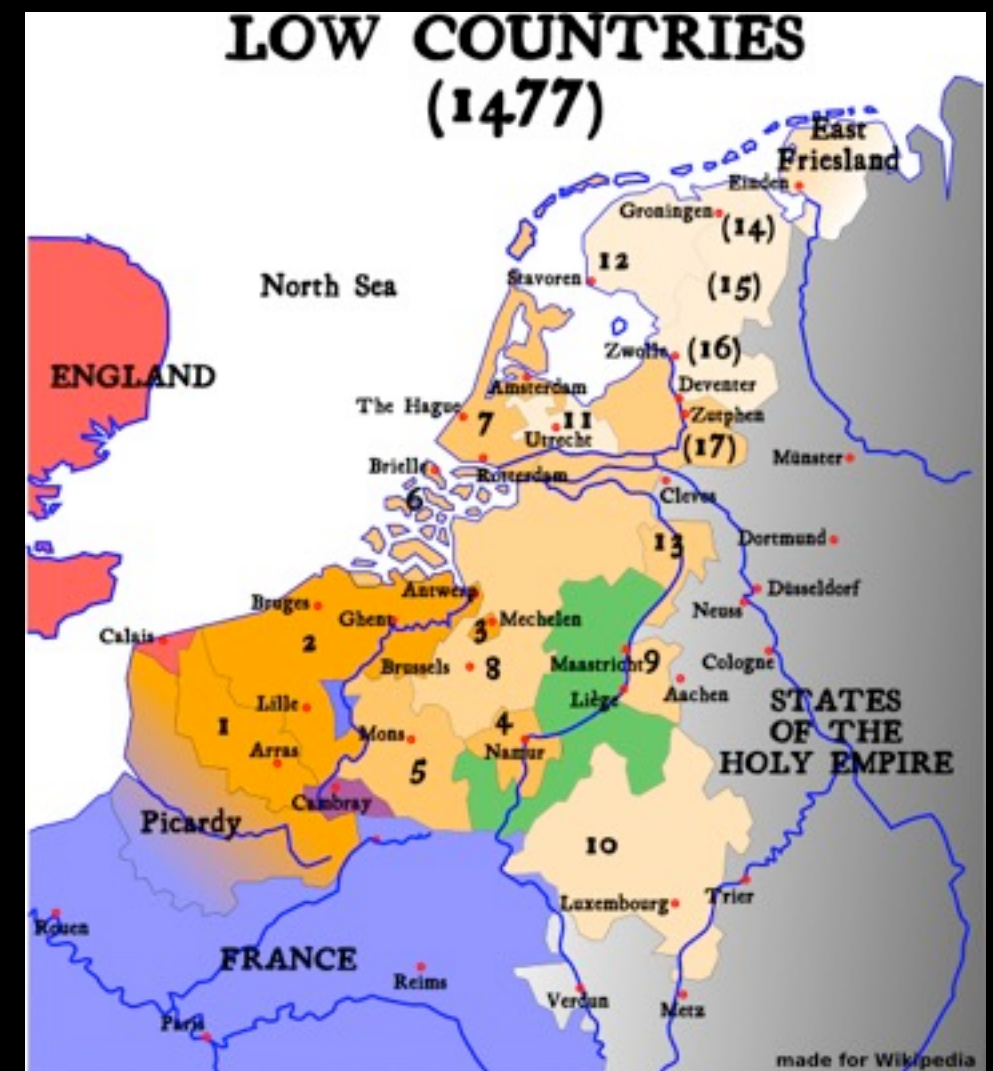 LOW COUNTRIES
(1477)
East
Friesland
Einden
Groningen
(14)
12
North Sea
Stavoren
(15)
Zwolle
(16)
ENGLAND
Amsterdam
Deventer
The Hague
7
11
Zutphen
Utrecht
(17)
Münster
Brielle
Rotterdam
6
Cleves
13
Dortmund
Antwerp
Düsseldorf
Bruges
Ghent
Neuss
3
Mechelen
Calais
2
Brussels
8
Maastricht
9
Cologne
Liège
Aachen
Lille
STATES
OF THE
HOLY EMPIRE
1
4
Mons
Arras
Namur
5
Cambray
Picardy
10
Luxembourg
Trier
Rouen
FRANCE
Reims
Verdun
Metz
Paris
made for Wikipedia